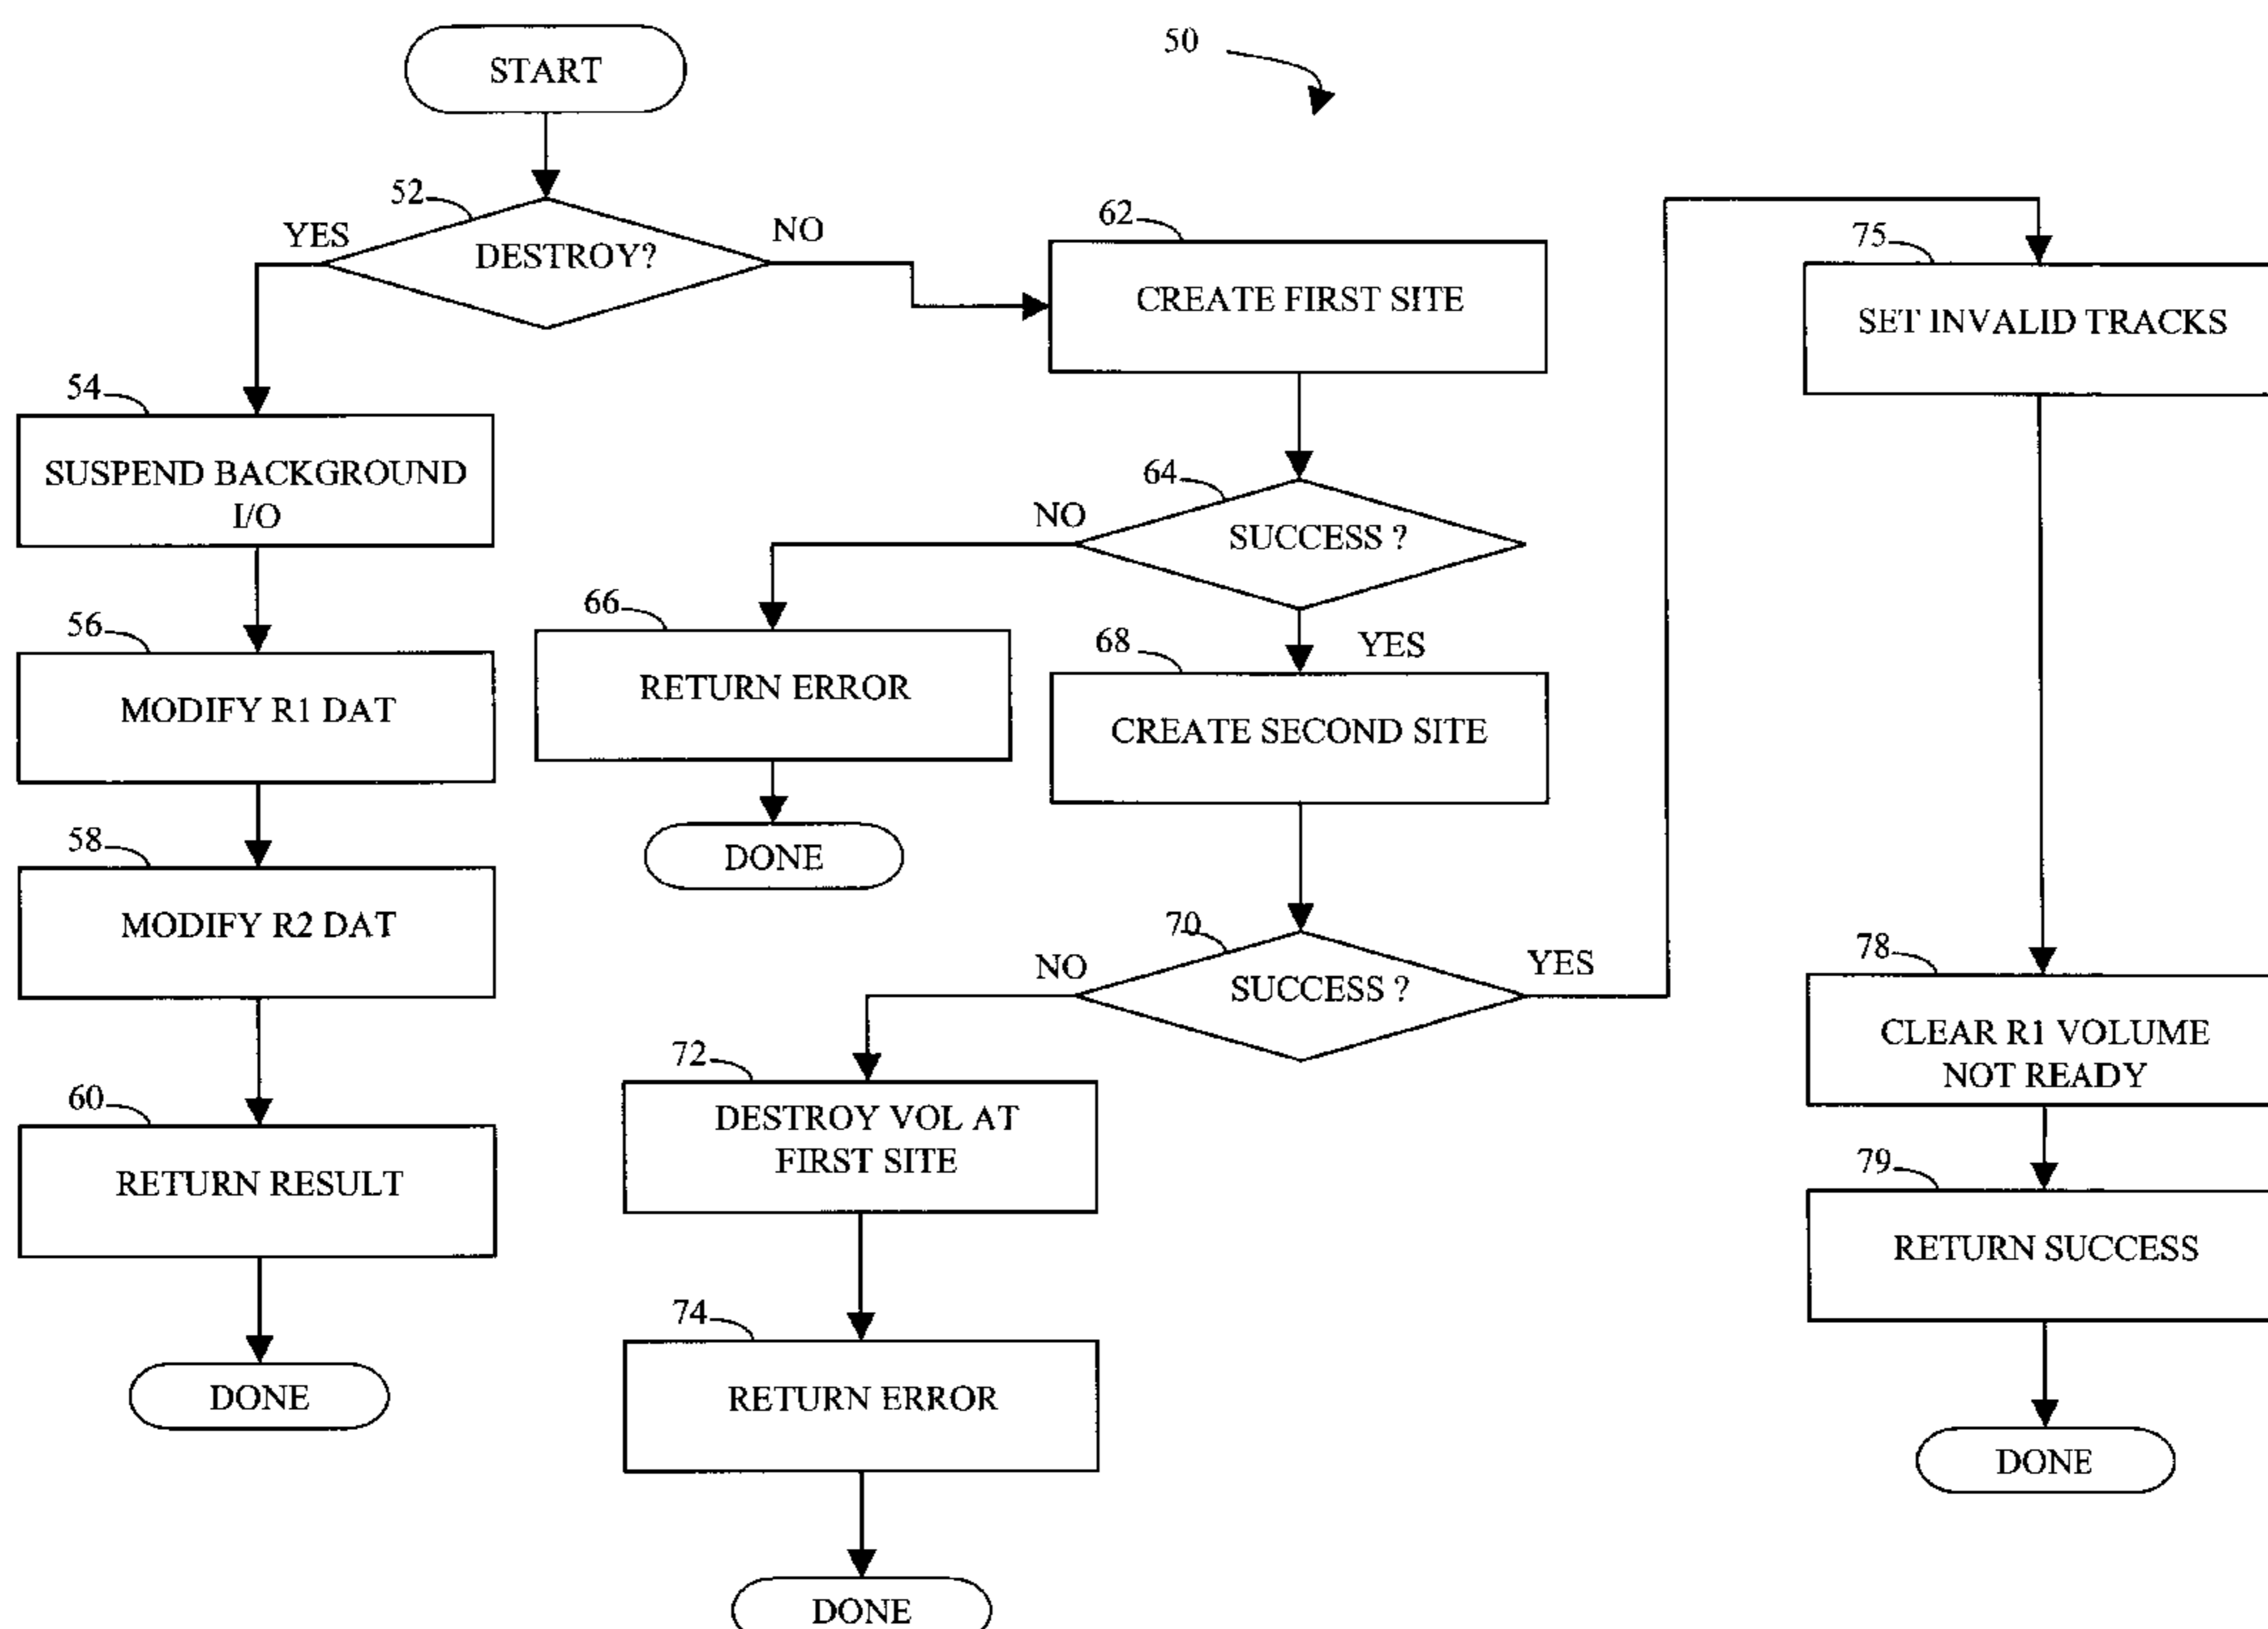 START
50
52
YES
NO
DESTROY?
62
CREATE FIRST SITE
75
SET INVALID TRACKS
54
SUSPEND BACKGROUND
I/O
64
NO
SUCCESS ?
YES
56
MODIFY R1 DAT
66
RETURN ERROR
DONE
68
CREATE SECOND SITE
58
MODIFY R2 DAT
70
NO
SUCCESS ?
YES
78
CLEAR R1 VOLUME
NOT READY
60
RETURN RESULT
DONE
72
DESTROY VOL AT
FIRST SITE
79
RETURN SUCCESS
DONE
74
RETURN ERROR
DONE